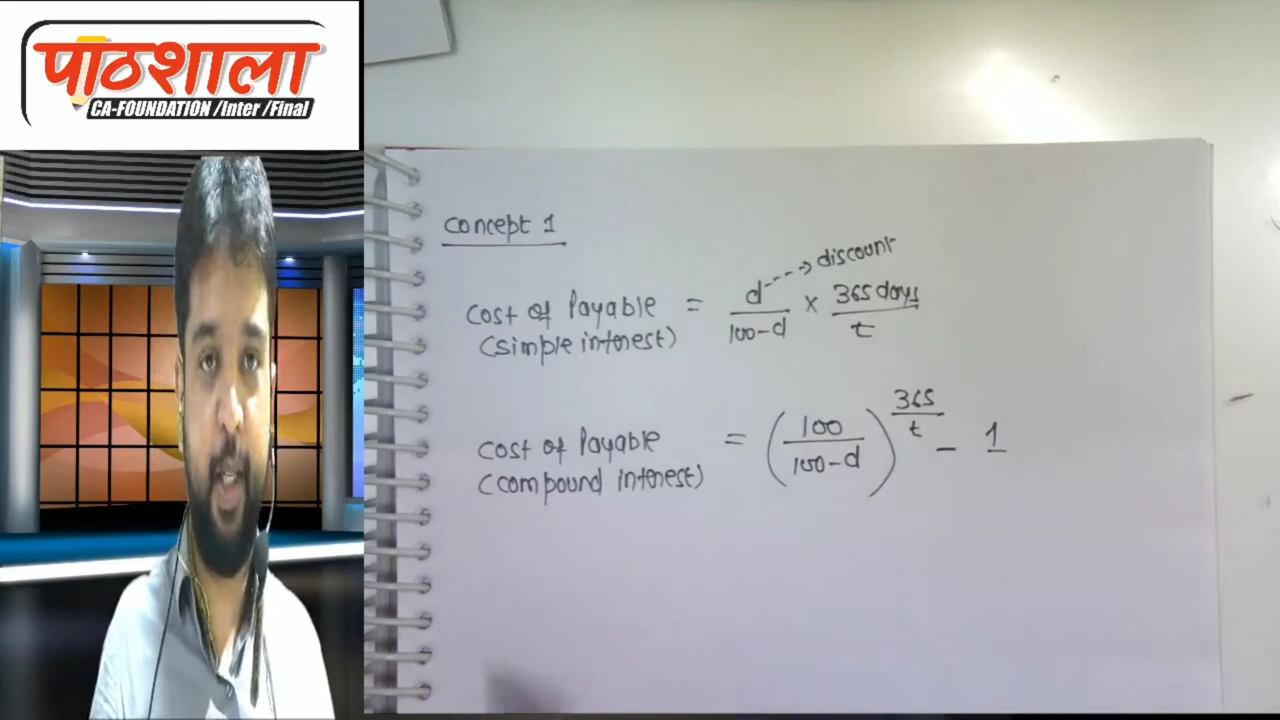 पाठशाला
CA-FOUNDATION /Inter /Final
Concept 1
discount
Cost of Payable = d / 100-d × 365 days / t
(simple interest)
Cost of Payable = (100 / 100-d)^(365 / t) - 1
(compound interest)